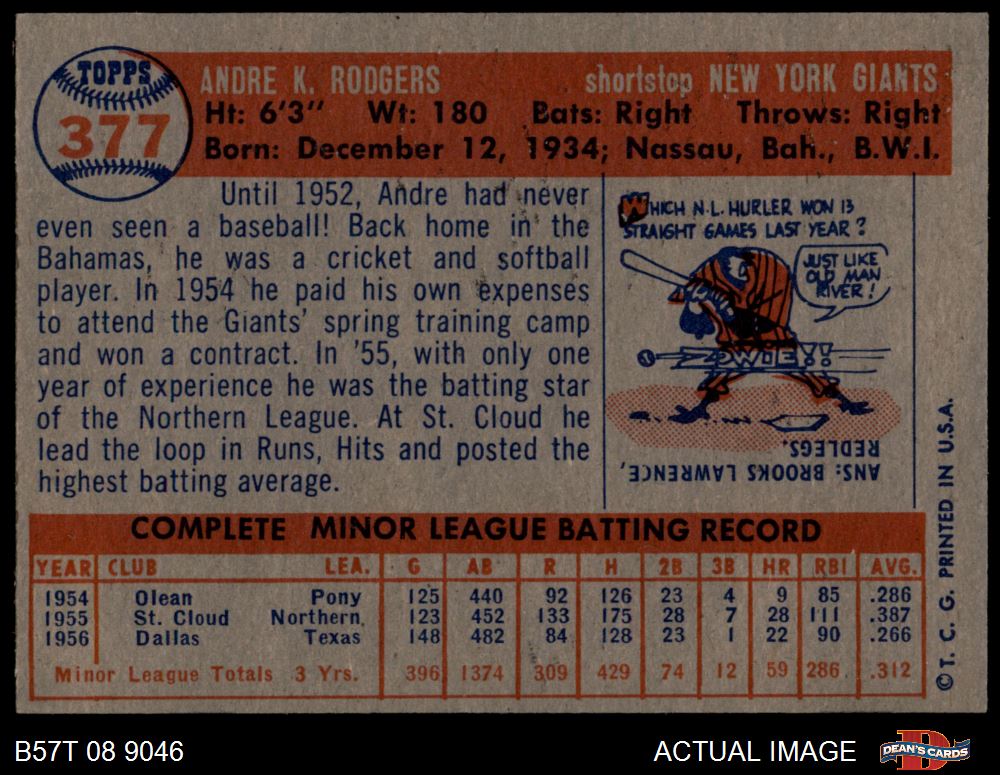 TOPPS
377
ANDRE K. RODGERS shortstop NEW YORK GIANTS
Ht: 6'3" Wt: 180 Bats: Right Throws: Right
Born: December 12, 1934; Nassau, Bah., B.W.I.
Until 1952, Andre had never
even seen a baseball! Back home in the
Bahamas, he was a cricket and softball
player. In 1954 he paid his own expenses
to attend the Giants' spring training camp
and won a contract. In '55, with only one
year of experience he was the batting star
of the Northern League. At St. Cloud he
lead the loop in Runs, Hits and posted the
highest batting average.
WHICH N.L. HURLER WON 13
STRAIGHT GAMES LAST YEAR?
JUST LIKE
OLD MAN
RIVER!
ZOWIE!!
ANS: BROOKS LAWRENCE,
REDLEGS.
COMPLETE MINOR LEAGUE BATTING RECORD
YEAR CLUB LEA. G AB R H 2B 3B HR RBI AVG.
1954 Olean Pony 125 440 92 126 23 4 9 85 .286
1955 St. Cloud Northern 123 452 133 175 28 7 28 111 .387
1956 Dallas Texas 148 482 84 128 23 1 22 90 .266
Minor League Totals 3 Yrs. 396 1374 309 429 74 12 59 286 .312
© T. C. G. PRINTED IN U.S.A.
B57T 08 9046 ACTUAL IMAGE
D
DEAN'S CARDS